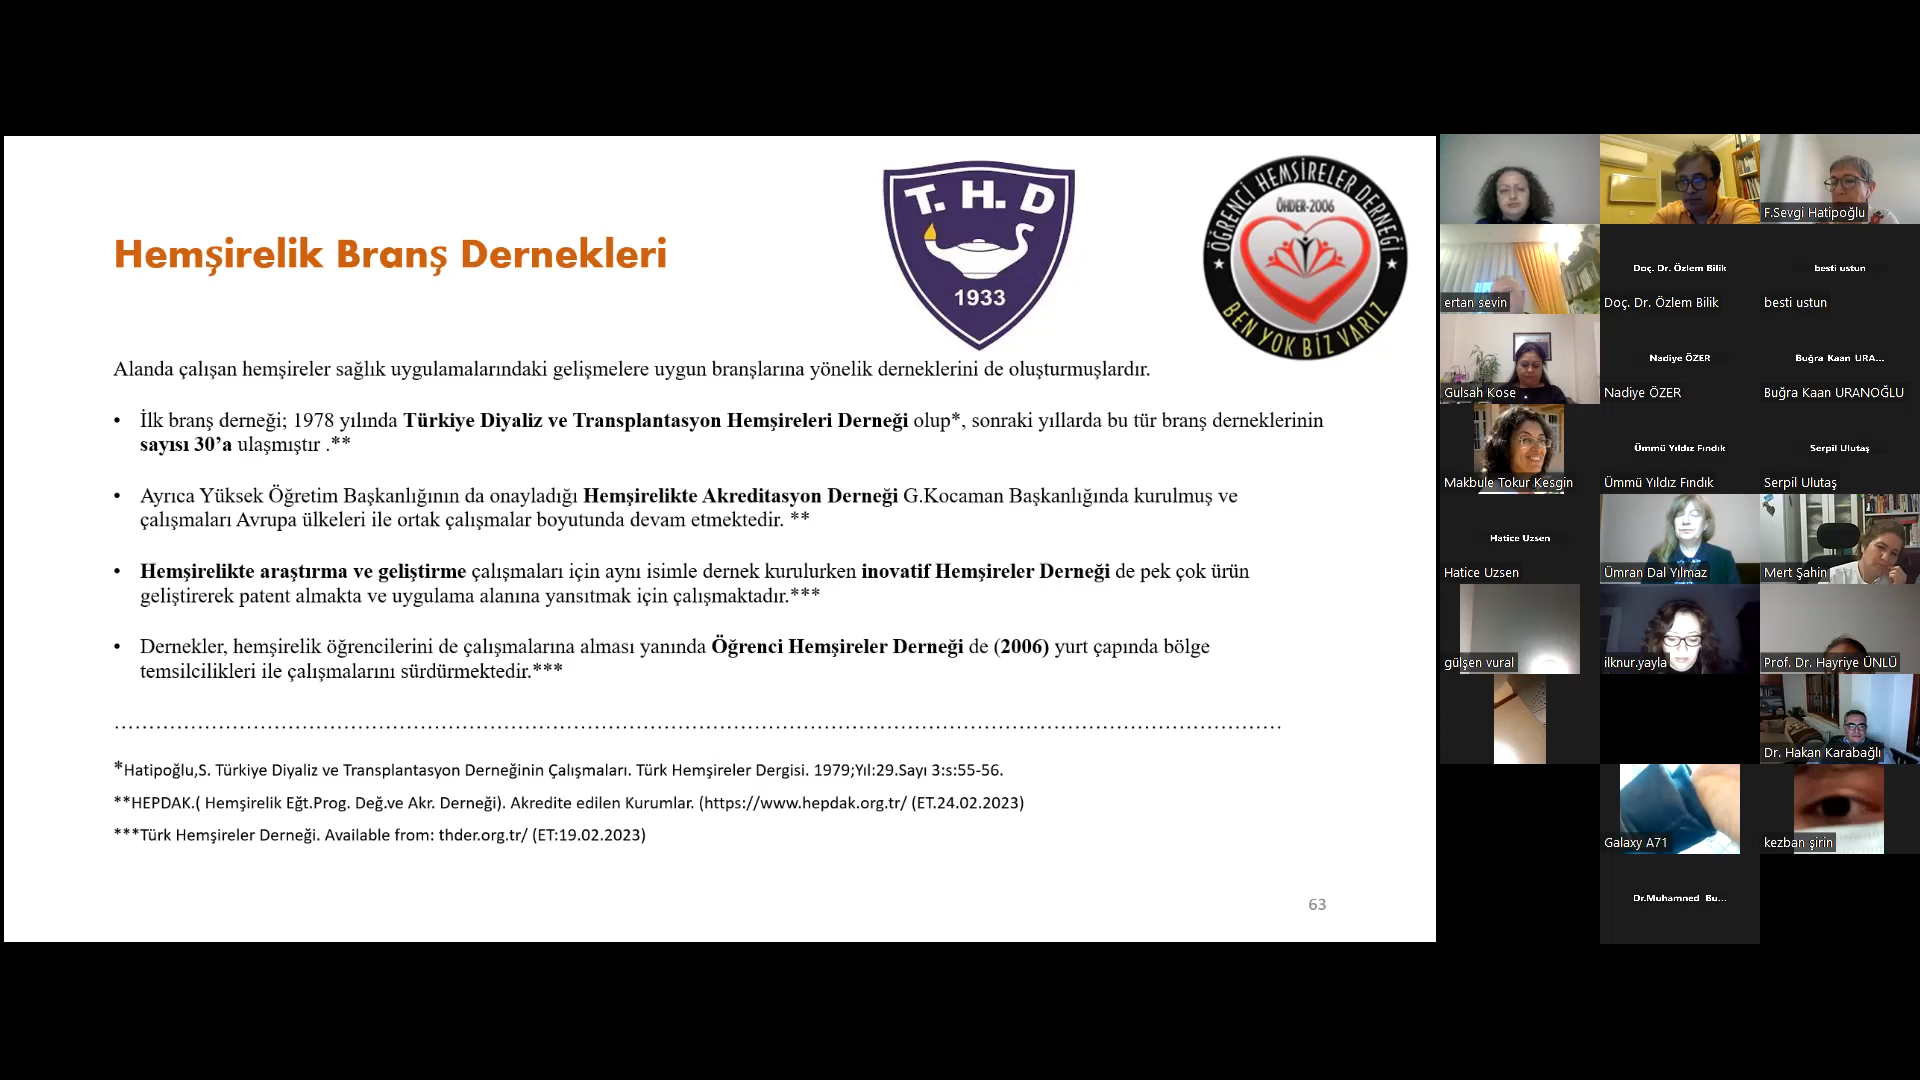 T. H. D
1933
ÖĞRENCİ HEMŞİRELER DERNEĞİ
ÖHDER-2006
BEN YOK BİZ VARIZ
Hemşirelik Branş Dernekleri
Alanda çalışan hemşireler sağlık uygulamalarındaki gelişmelere uygun branşlarına yönelik derneklerini de oluşturmuşlardır.
• İlk branş derneği; 1978 yılında Türkiye Diyaliz ve Transplantasyon Hemşireleri Derneği olup*, sonraki yıllarda bu tür branş derneklerinin
sayısı 30’a ulaşmıştır .**
• Ayrıca Yüksek Öğretim Başkanlığının da onayladığı Hemşirelikte Akreditasyon Derneği G.Kocaman Başkanlığında kurulmuş ve
çalışmaları Avrupa ülkeleri ile ortak çalışmalar boyutunda devam etmektedir. **
• Hemşirelikte araştırma ve geliştirme çalışmaları için aynı isimle dernek kurulurken inovatif Hemşireler Derneği de pek çok ürün
geliştirerek patent almakta ve uygulama alanına yansıtmak için çalışmaktadır.***
• Dernekler, hemşirelik öğrencilerini de çalışmalarına alması yanında Öğrenci Hemşireler Derneği de (2006) yurt çapında bölge
temsilcilikleri ile çalışmalarını sürdürmektedir.***
*Hatipoğlu,S. Türkiye Diyaliz ve Transplantasyon Derneğinin Çalışmaları. Türk Hemşireler Dergisi. 1979;Yıl:29.Sayı 3:s:55-56.
**HEPDAK.( Hemşirelik Eğt.Prog. Değ.ve Akr. Derneği). Akredite edilen Kurumlar. (https://www.hepdak.org.tr/ (ET.24.02.2023)
***Türk Hemşireler Derneği. Available from: thder.org.tr/ (ET:19.02.2023)
63
F.Sevgi Hatipoğlu
ertan sevin
Doç. Dr. Özlem Bilik
Doç. Dr. Özlem Bilik
besti ustun
besti ustun
Gülşah Köse
Nadiye ÖZER
Nadiye ÖZER
Buğra Kaan URA...
Buğra Kaan URANOĞLU
Makbule Tokur Kesgin
Ümmü Yıldız Fındık
Ümmü Yıldız Fındık
Serpil Ulutaş
Serpil Ulutaş
Hatice Uzsen
Hatice Uzsen
Ümran Dal Yılmaz
Mert Şahin
gülşen vural
ilknur.yayla
Prof. Dr. Hayriye ÜNLÜ
Dr. Hakan Karabağlı
Galaxy A71
kezban şirin
Dr.Muhamned Bu...